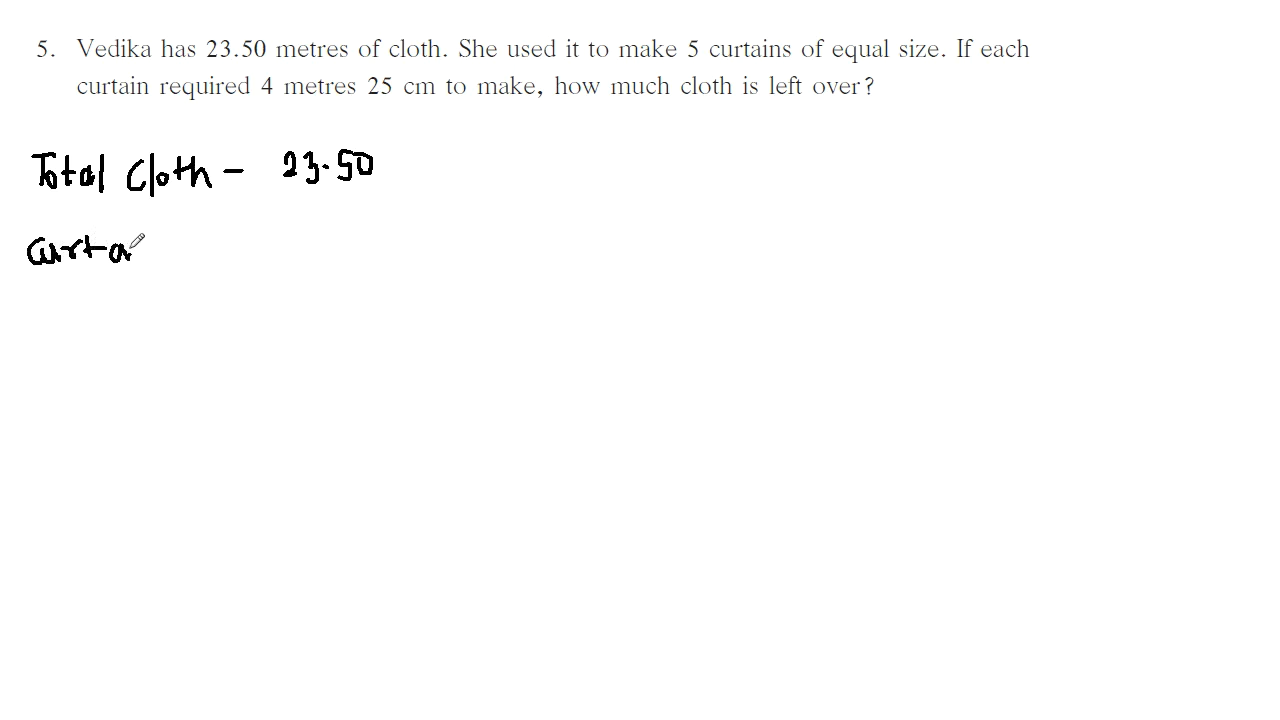 5. Vedika has 23.50 metres of cloth. She used it to make 5 curtains of equal size. If each
curtain required 4 metres 25 cm to make, how much cloth is left over?
Total Cloth - 23.50
Curta